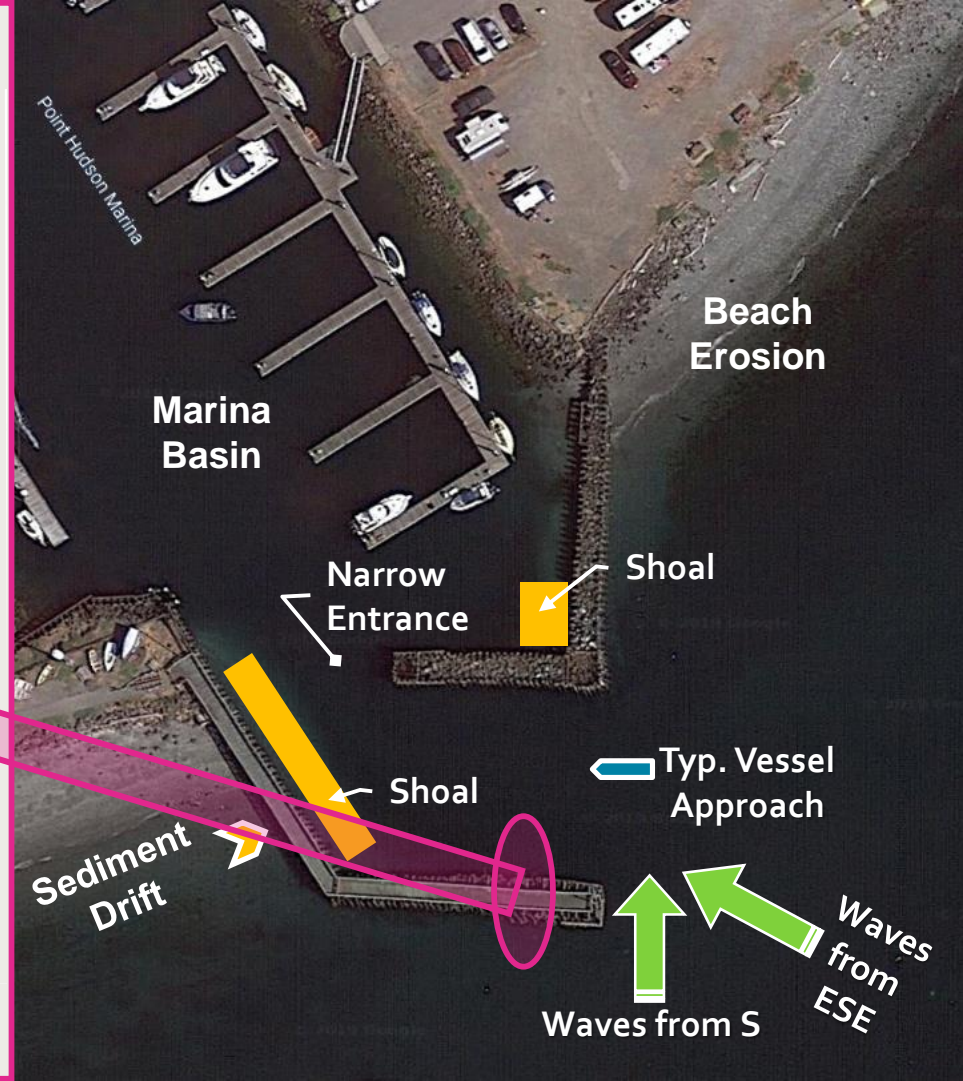 Point Hudson Marina
Beach
Erosion
Marina
Basin
Narrow
Entrance
Shoal
Typ. Vessel
Approach
Shoal
Sediment
Drift
Waves
from
ESE
Waves from S